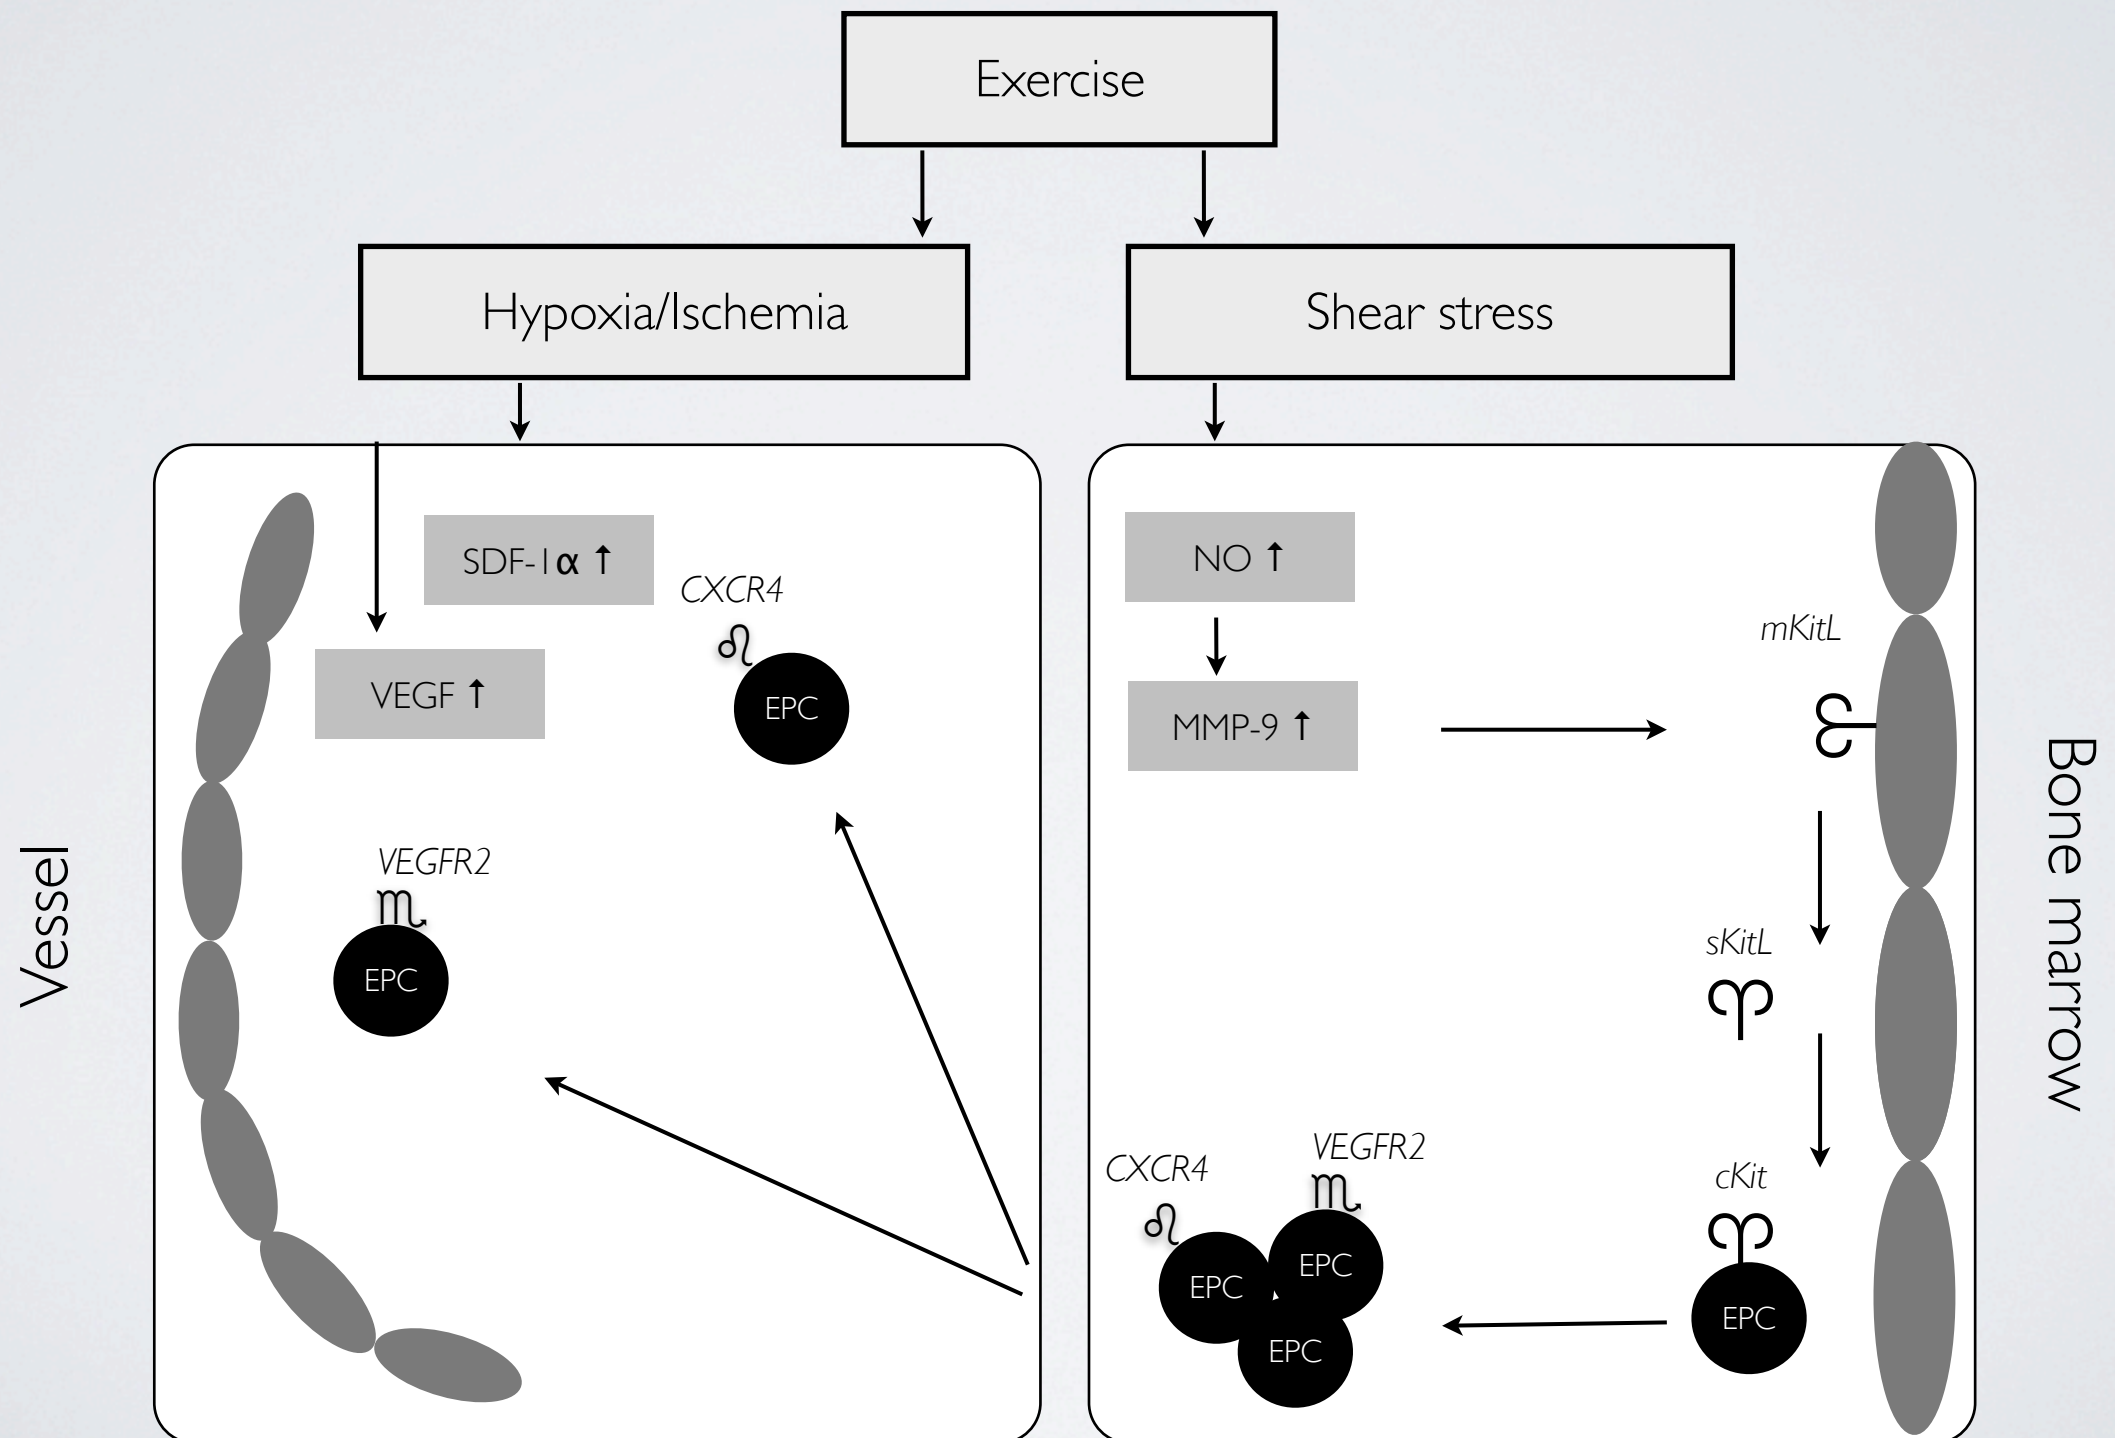 Exercise
Hypoxia/Ischemia
Shear stress
Vessel
SDF-1α ↑
CXCR4
EPC
VEGF ↑
VEGFR2
EPC
NO ↑
MMP-9 ↑
mKitL
sKitL
cKit
EPC
VEGFR2
CXCR4
EPC
EPC
EPC
Bone marrow